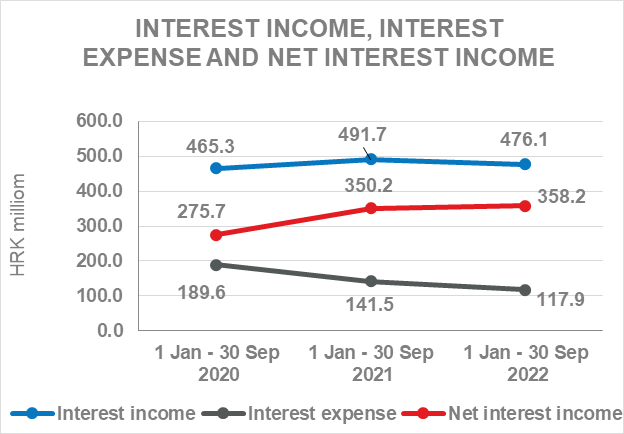 INTEREST INCOME, INTEREST
EXPENSE AND NET INTEREST INCOME
HRK milliom
600.0
500.0
400.0
300.0
200.0
100.0
0.0
465.3
491.7
476.1
275.7
350.2
358.2
189.6
141.5
117.9
1 Jan - 30 Sep
2020
1 Jan - 30 Sep
2021
1 Jan - 30 Sep
2022
Interest income
Interest expense
Net interest income